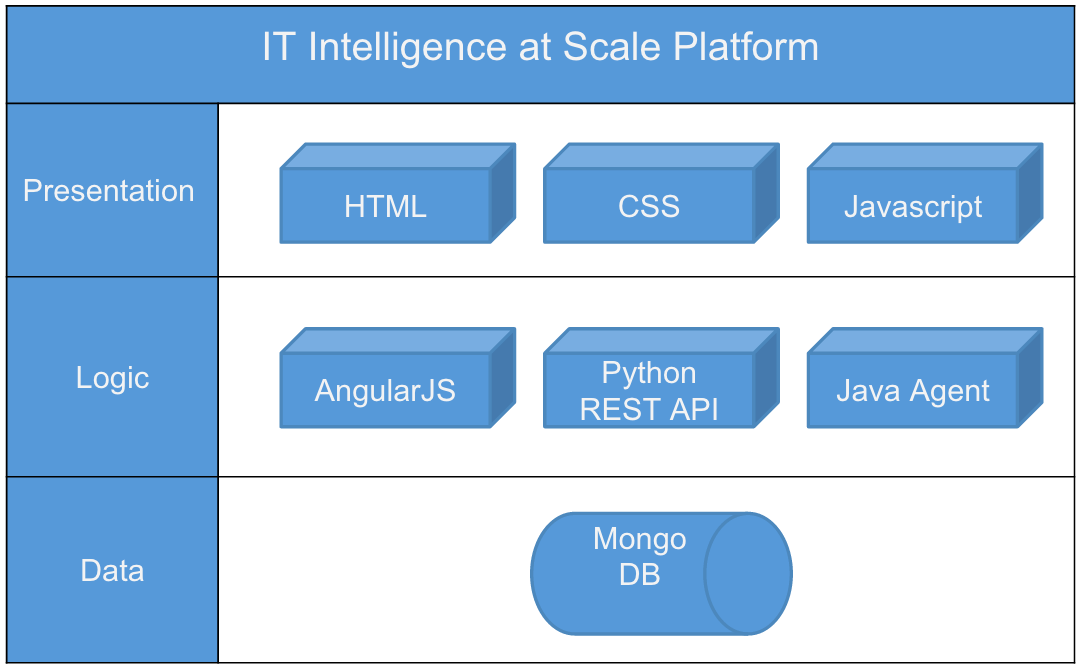 IT Intelligence at Scale Platform
Presentation
HTML
CSS
Javascript
Logic
AngularJS
Python
REST API
Java Agent
Data
Mongo
DB